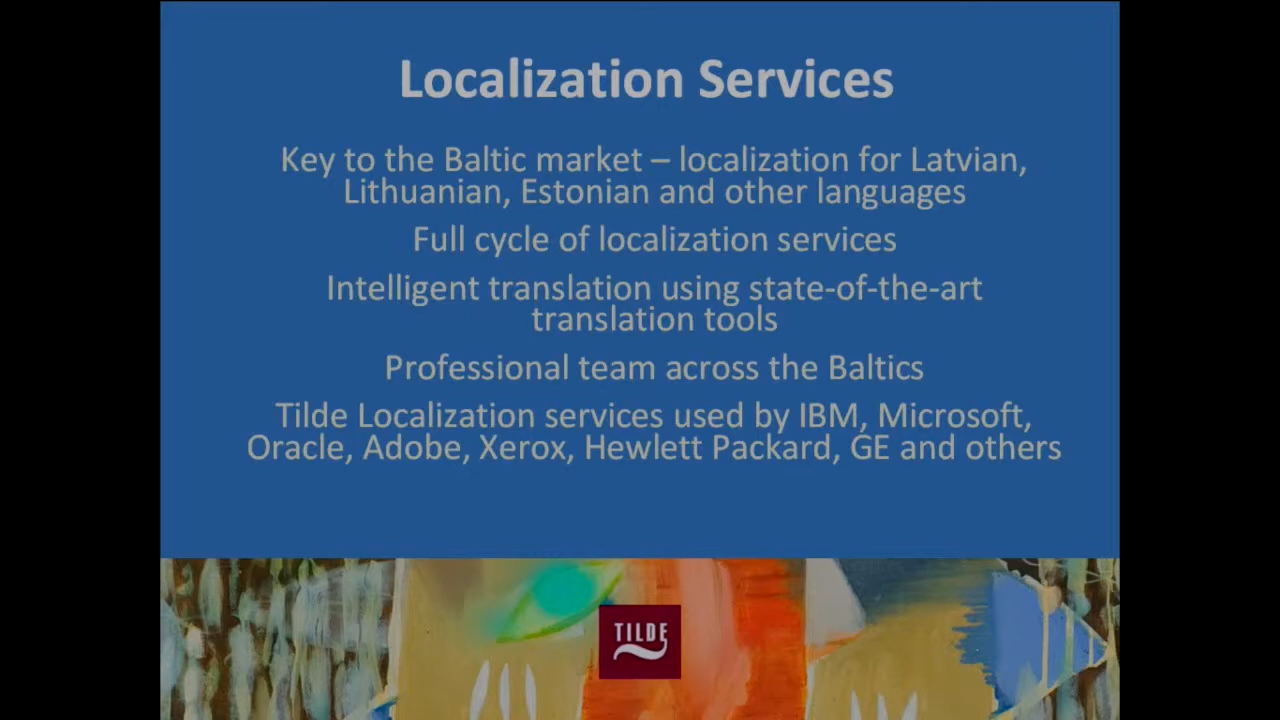 Localization Services
Key to the Baltic market – localization for Latvian,
Lithuanian, Estonian and other languages
Full cycle of localization services
Intelligent translation using state-of-the-art
translation tools
Professional team across the Baltics
Tilde Localization services used by IBM, Microsoft,
Oracle, Adobe, Xerox, Hewlett Packard, GE and others
TILDE